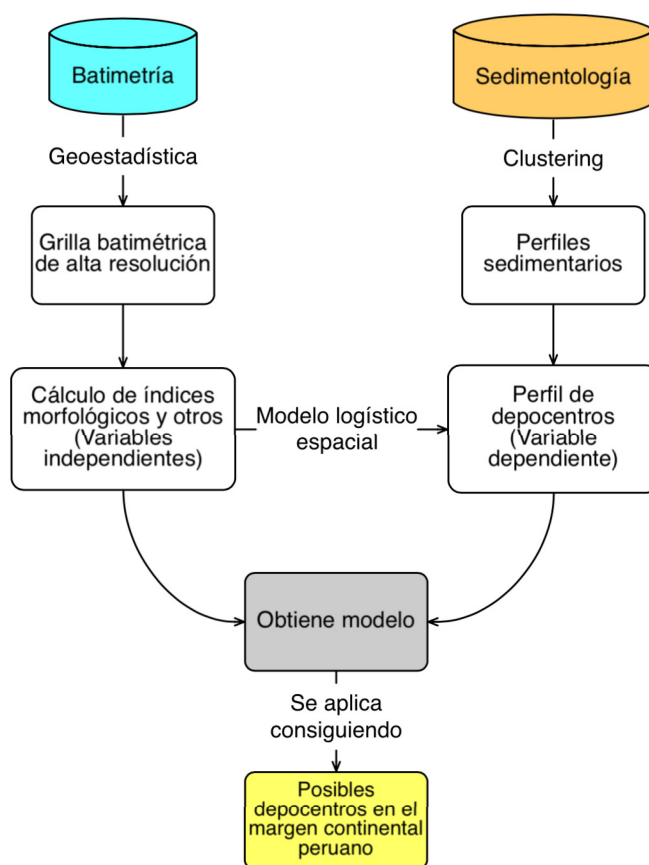 Batimetría
Sedimentología
Geoestadística
Clustering
Grilla batimétrica
de alta resolución
Perfiles
sedimentarios
Cálculo de índices
morfológicos y otros
(Variables
independientes)
Modelo logístico
espacial
Perfil de
depocentros
(Variable
dependiente)
Obtiene modelo
Se aplica
consiguiendo
Posibles
depocentros en el
margen continental
peruano